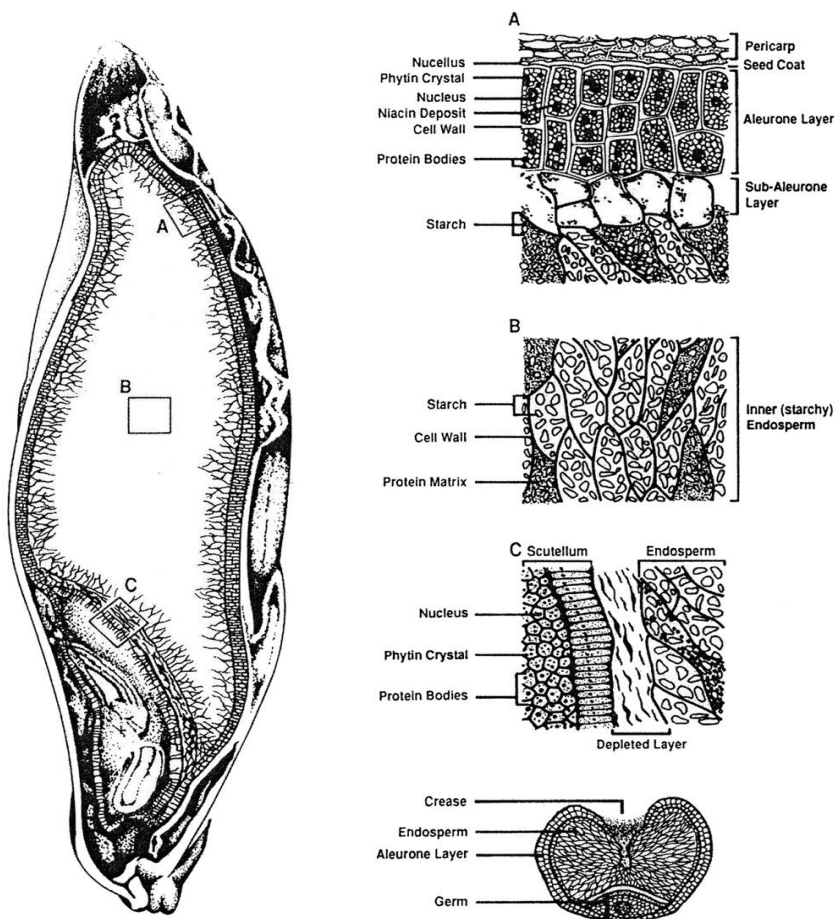 A
B
C
A
Pericarp
Nucellus
Seed Coat
Phytin Crystal
Nucleus
Niacin Deposit
Aleurone Layer
Cell Wall
Protein Bodies
Sub-Aleurone
Layer
Starch
B
Starch
Inner (starchy)
Endosperm
Cell Wall
Protein Matrix
C
Scutellum
Endosperm
Nucleus
Phytin Crystal
Protein Bodies
Depleted Layer
Crease
Endosperm
Aleurone Layer
Germ